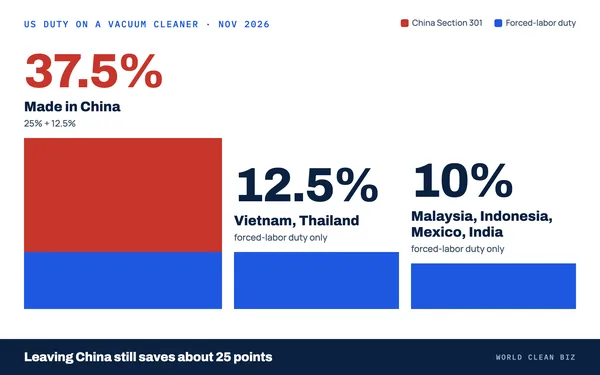 US DUTY ON A VACUUM CLEANER · NOV 2026
China Section 301
Forced-labor duty
37.5%
Made in China
25% + 12.5%
12.5%
Vietnam, Thailand
forced-labor duty only
10%
Malaysia, Indonesia,
Mexico, India
forced-labor duty only
Leaving China still saves about 25 points
WORLD CLEAN BIZ